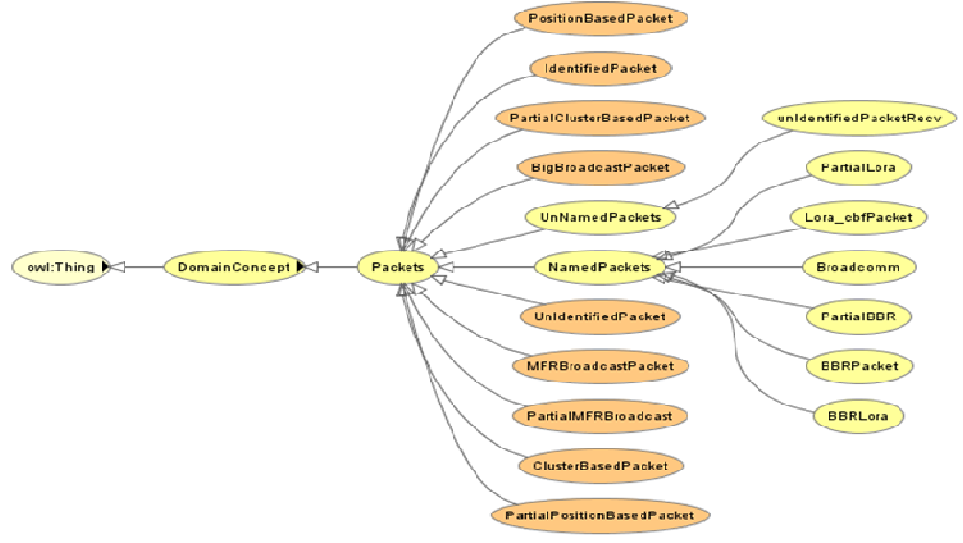 PositionBasedPacket
IdentifiedPacket
PartialClusterBasedPacket
unIdentifiedPacketRecv
BigBroadcastPacket
PartialLora
UnNamedPackets
Lora_cbfPacket
owl:Thing
DomainConcept
Packets
NamedPackets
Broadcomm
UnIdentifiedPacket
PartialBBR
MFRBroadcastPacket
BBRPacket
PartialMFRBroadcast
BBRLora
ClusterBasedPacket
PartialPositionBasedPacket